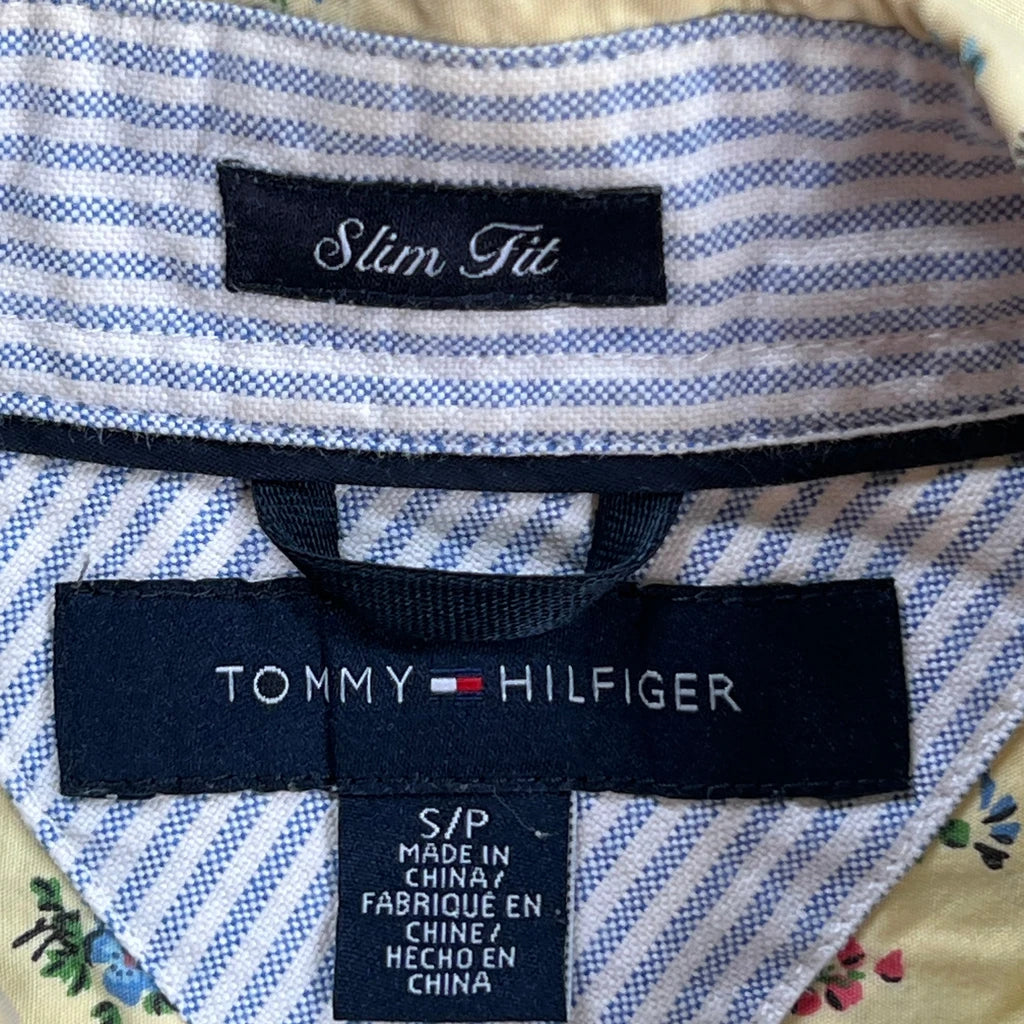 Slim Fit
TOMMY HILFIGER
S/P
MADE IN
CHINA/
FABRIQUÉ EN
CHINE/
HECHO EN
CHINA